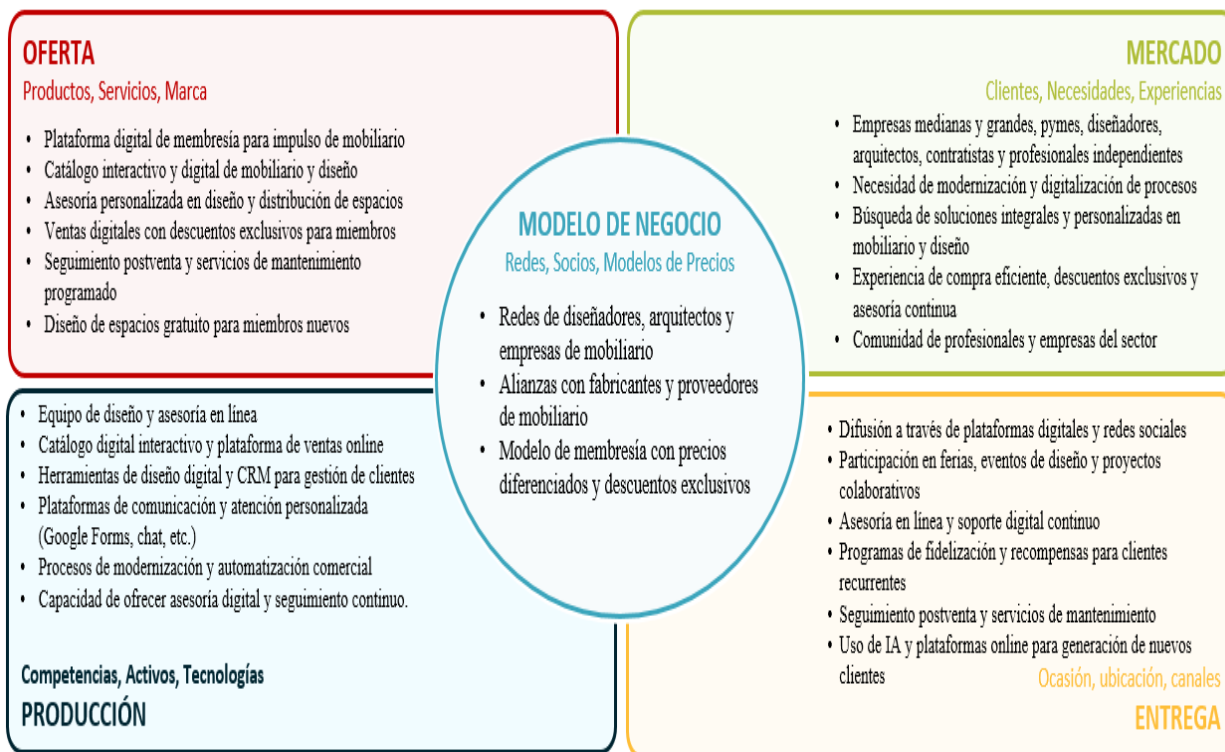 OFERTA
Productos, Servicios, Marca
• Plataforma digital de membresía para impulso de mobiliario
• Catálogo interactivo y digital de mobiliario y diseño
• Asesoría personalizada en diseño y distribución de espacios
• Ventas digitales con descuentos exclusivos para miembros
• Seguimiento postventa y servicios de mantenimiento
programado
• Diseño de espacios gratuito para miembros nuevos
MERCADO
Clientes, Necesidades, Experiencias
• Empresas medianas y grandes, pymes, diseñadores,
arquitectos, contratistas y profesionales independientes
• Necesidad de modernización y digitalización de procesos
• Búsqueda de soluciones integrales y personalizadas en
mobiliario y diseño
• Experiencia de compra eficiente, descuentos exclusivos y
asesoría continua
• Comunidad de profesionales y empresas del sector
MODELO DE NEGOCIO
Redes, Socios, Modelos de Precios
• Redes de diseñadores, arquitectos y
empresas de mobiliario
• Alianzas con fabricantes y proveedores
de mobiliario
• Modelo de membresía con precios
diferenciados y descuentos exclusivos
• Equipo de diseño y asesoría en línea
• Catálogo digital interactivo y plataforma de ventas online
• Herramientas de diseño digital y CRM para gestión de clientes
• Plataformas de comunicación y atención personalizada
(Google Forms, chat, etc.)
• Procesos de modernización y automatización comercial
• Capacidad de ofrecer asesoría digital y seguimiento continuo.
Competencias, Activos, Tecnologías
PRODUCCIÓN
• Difusión a través de plataformas digitales y redes sociales
• Participación en ferias, eventos de diseño y proyectos
colaborativos
• Asesoría en línea y soporte digital continuo
• Programas de fidelización y recompensas para clientes
recurrentes
• Seguimiento postventa y servicios de mantenimiento
• Uso de IA y plataformas online para generación de nuevos
clientes
Ocasión, ubicación, canales
ENTREGA